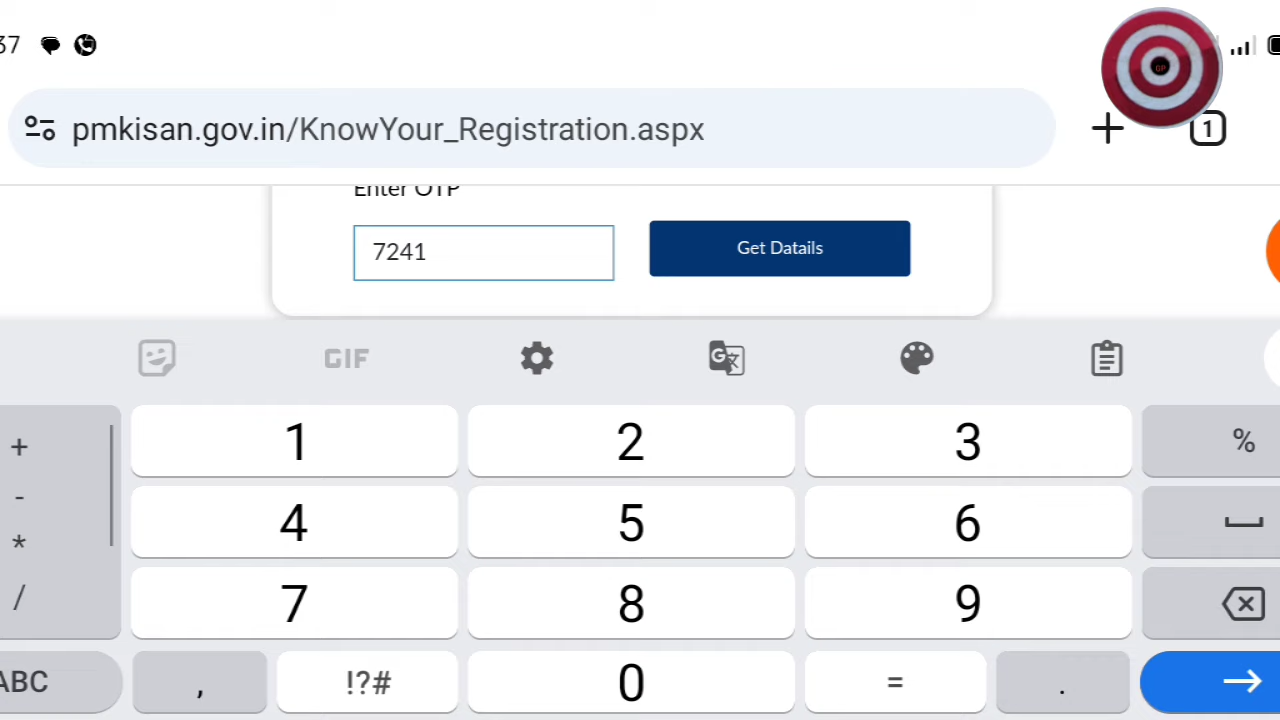 37
1
pmkisan.gov.in/KnowYour_Registration.aspx
Enter OTP
7241
Get Datails
GIF
+ 1 2 3 %
-
* 4 5 6
/ 7 8 9
ABC , !?# 0 = .